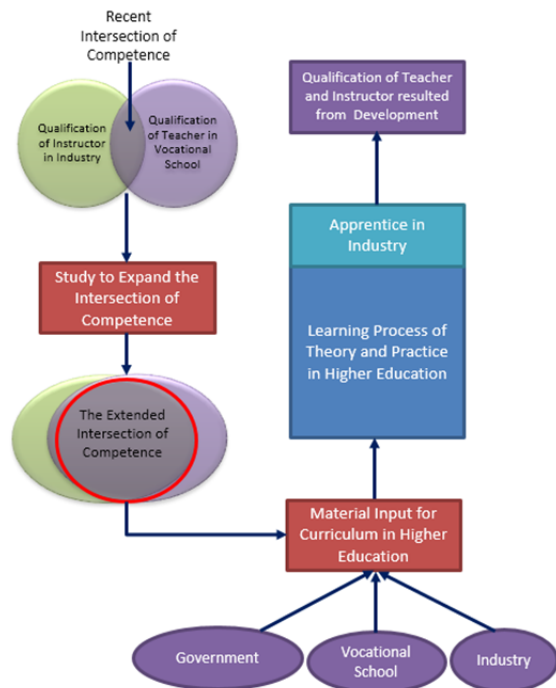 Recent
Intersection of
Competence
Qualification
of Instructor
in Industry
Qualification
of Teacher in
Vocational
School
Study to Expand the
Intersection of
Competence
The Extended
Intersection of
Competence
Qualification of Teacher
and Instructor resulted
from Development
Apprentice in
Industry
Learning Process of
Theory and Practice
in Higher Education
Material Input for
Curriculum in Higher
Education
Government
Vocational
School
Industry